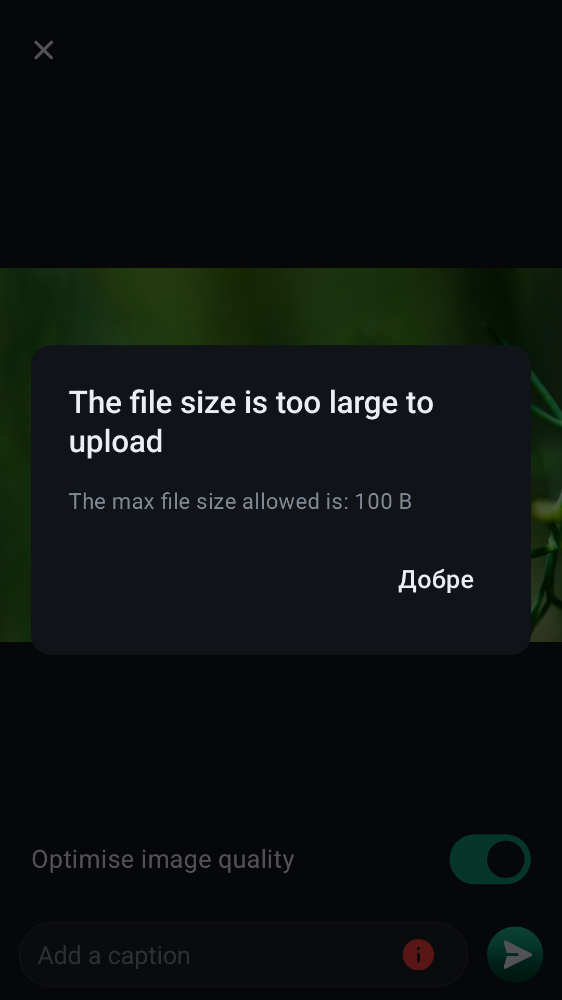 The file size is too large to
upload
The max file size allowed is: 100 B
Добре
Optimise image quality
Add a caption